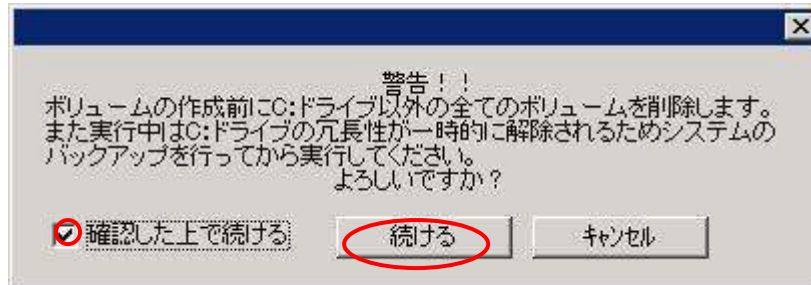 警告！！
ボリュームの作成前にC:ドライブ以外の全てのボリュームを削除します。
また実行中はC:ドライブの冗長性が一時的に解除されるためシステムの
バックアップを行ってから実行してください。
よろしいですか？
確認した上で続ける 続ける キャンセル